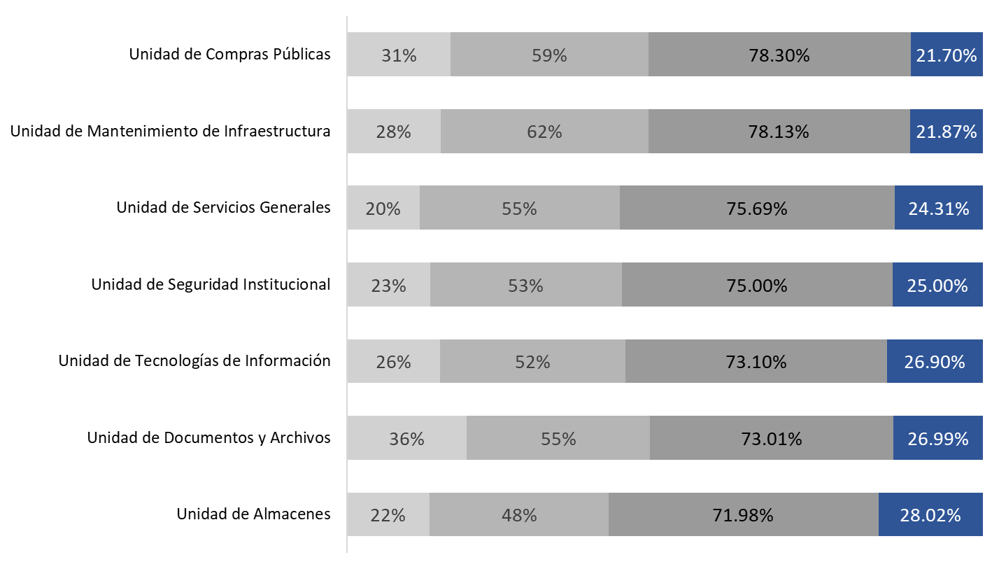 Unidad de Compras Públicas 31% 59% 78.30% 21.70%
Unidad de Mantenimiento de Infraestructura 28% 62% 78.13% 21.87%
Unidad de Servicios Generales 20% 55% 75.69% 24.31%
Unidad de Seguridad Institucional 23% 53% 75.00% 25.00%
Unidad de Tecnologías de Información 26% 52% 73.10% 26.90%
Unidad de Documentos y Archivos 36% 55% 73.01% 26.99%
Unidad de Almacenes 22% 48% 71.98% 28.02%